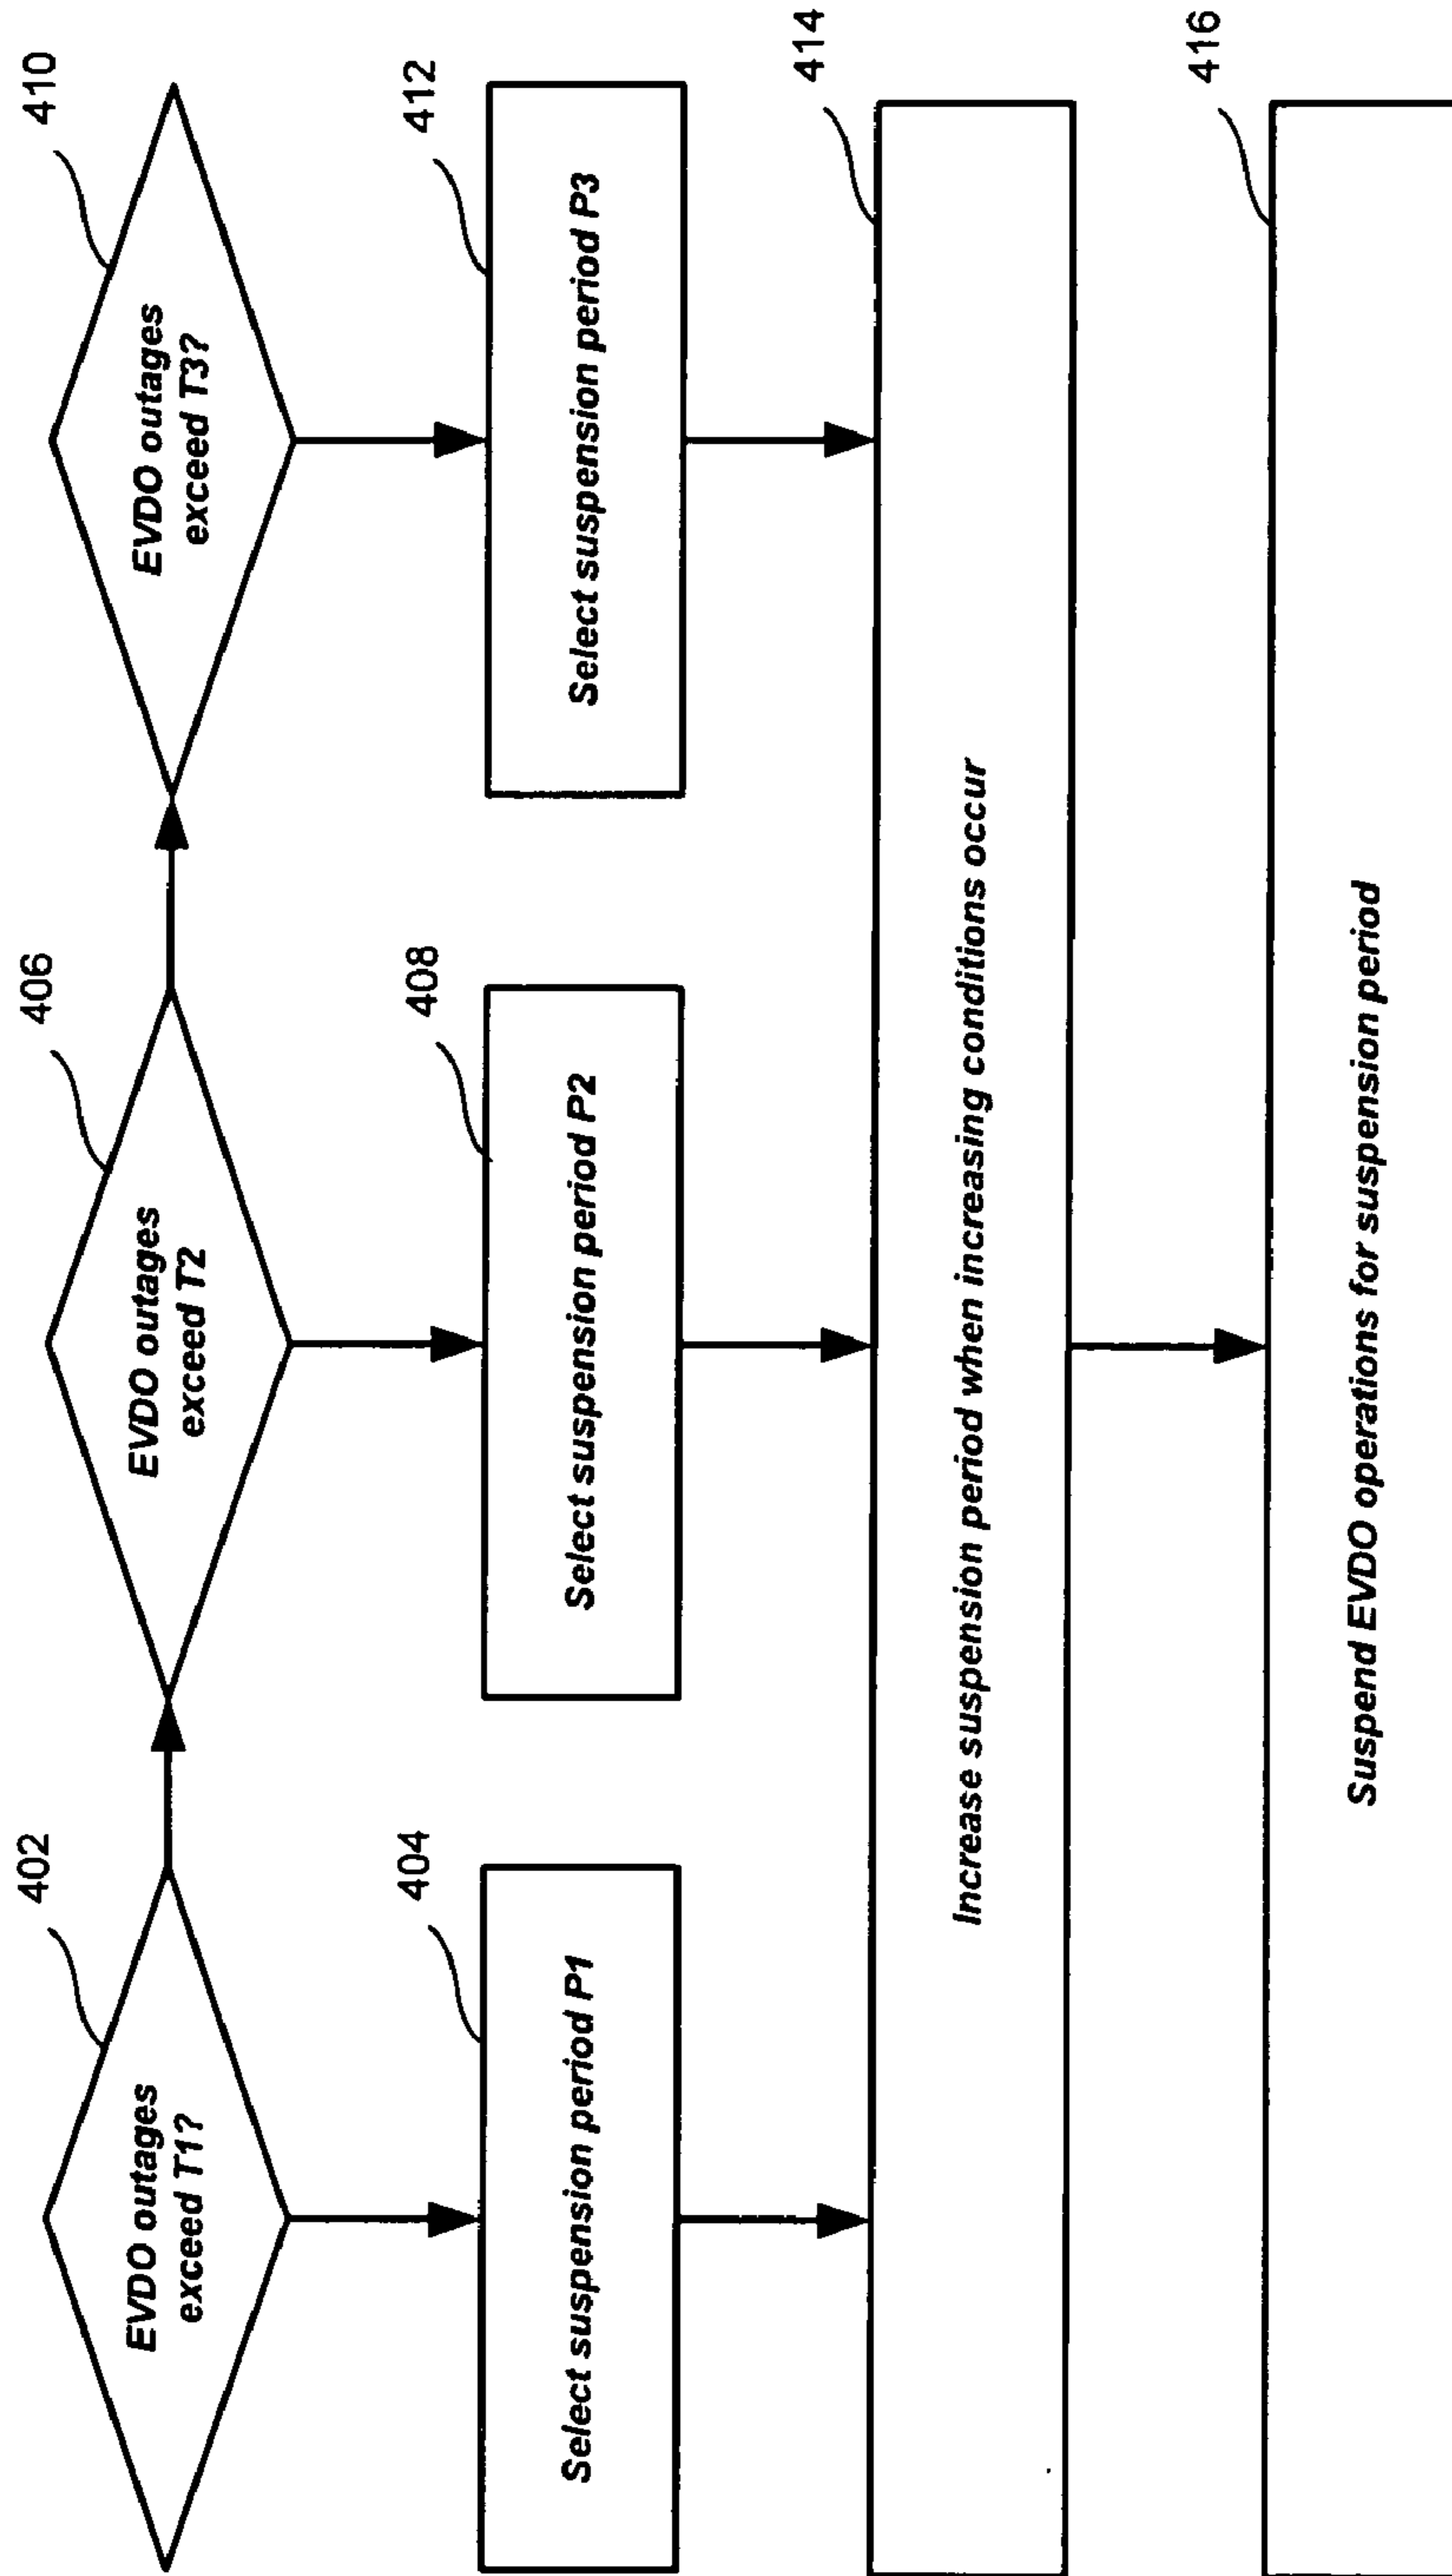 402
EVDO outages
exceed T1?
406
EVDO outages
exceed T2
410
EVDO outages
exceed T3?
404
Select suspension period P1
408
Select suspension period P2
412
Select suspension period P3
414
Increase suspension period when increasing conditions occur
416
Suspend EVDO operations for suspension period